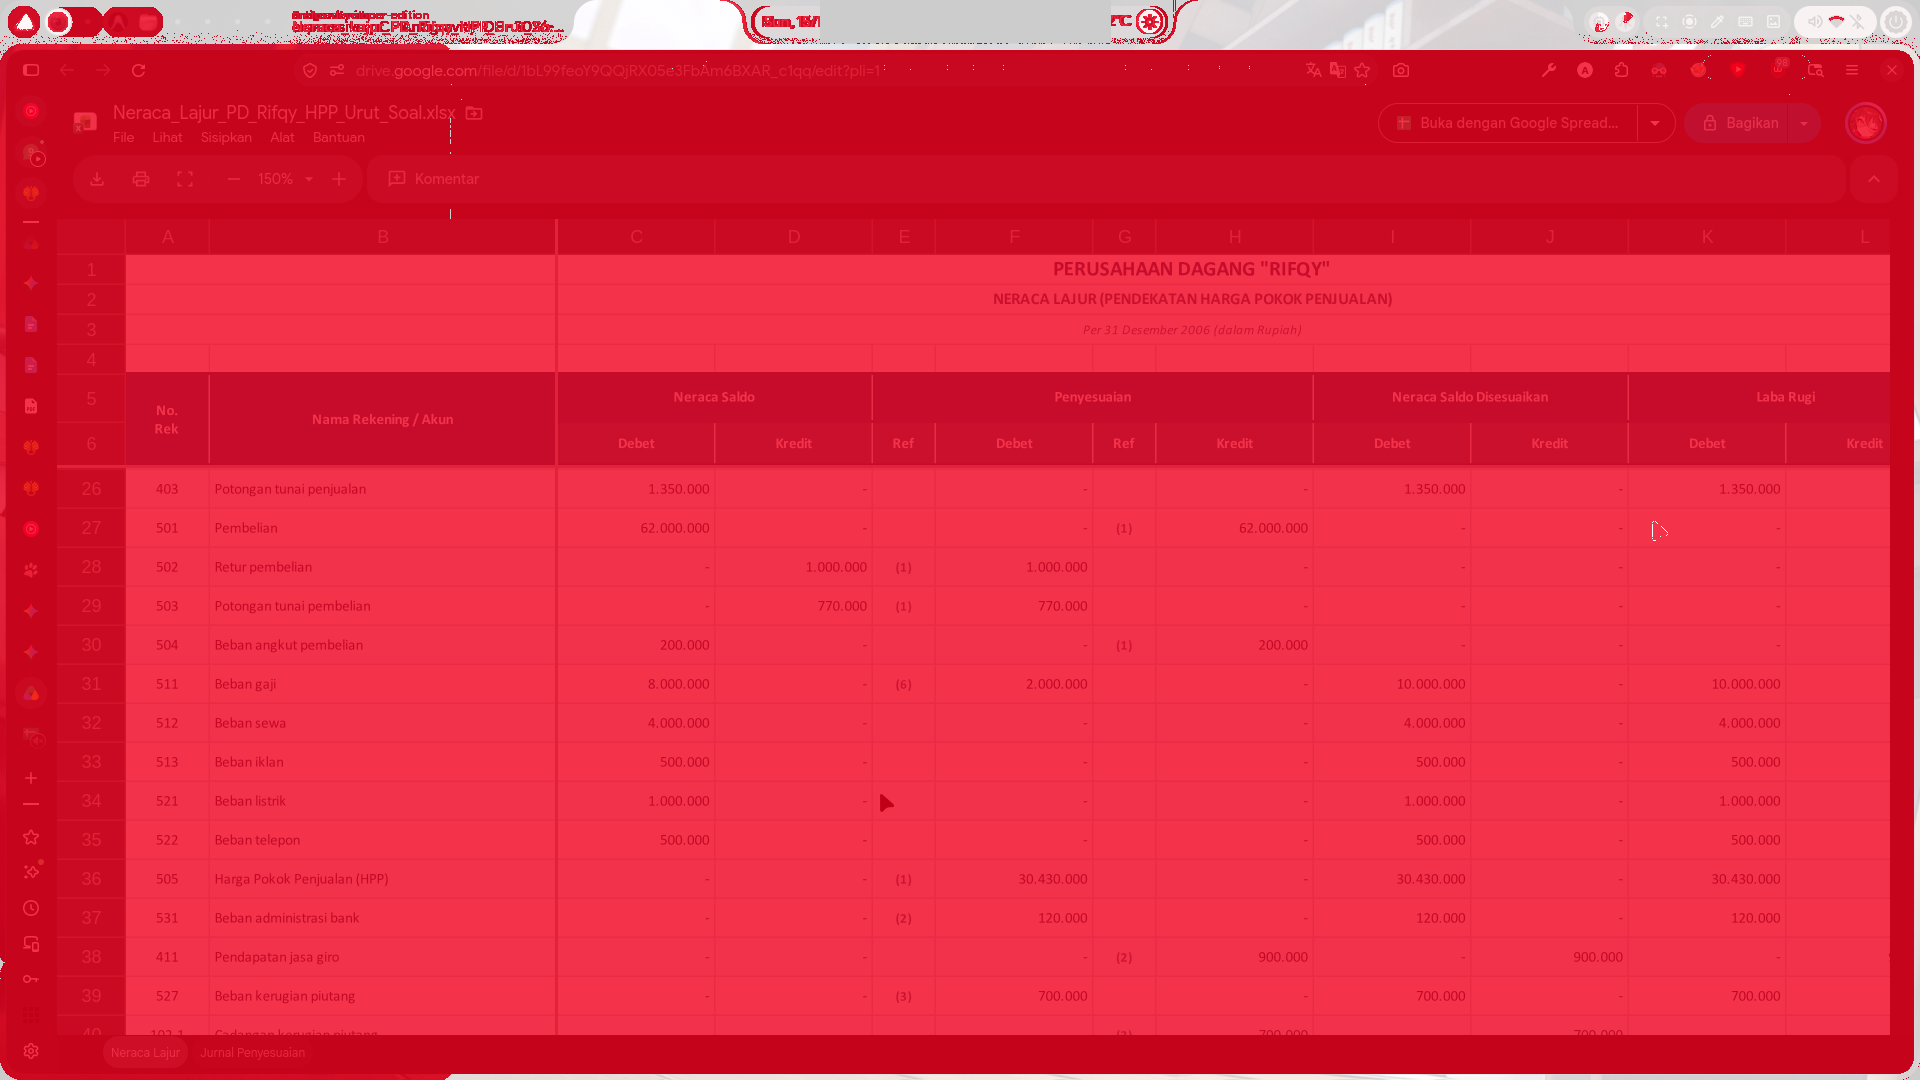 drive.google.com/file/d/1bL99feoY9QQjRX05e3FbAm6BXAR_c1qq/edit?pli=1
98
Neraca_Lajur_PD_Rifqy_HPP_Urut_Soal.xlsx
File Lihat Sisipkan Alat Bantuan
Buka dengan Google Spread...
Bagikan
150%
Komentar
A B C D E F G H I J K L
1 PERUSAHAAN DAGANG "RIFQY"
2 NERACA LAJUR (PENDEKATAN HARGA POKOK PENJUALAN)
3 Per 31 Desember 2006 (dalam Rupiah)
4
5 No. Rek Nama Rekening / Akun Neraca Saldo Penyesuaian Neraca Saldo Disesuaikan Laba Rugi
6 Debet Kredit Ref Debet Ref Kredit Debet Kredit Debet Kredit
26 403 Potongan tunai penjualan 1.350.000 - - - 1.350.000 - 1.350.000
27 501 Pembelian 62.000.000 - - (1) 62.000.000 - - -
28 502 Retur pembelian - 1.000.000 (1) 1.000.000 - - - -
29 503 Potongan tunai pembelian - 770.000 (1) 770.000 - - - -
30 504 Beban angkut pembelian 200.000 - - (1) 200.000 - - -
31 511 Beban gaji 8.000.000 - (6) 2.000.000 - 10.000.000 - 10.000.000
32 512 Beban sewa 4.000.000 - - - 4.000.000 - 4.000.000
33 513 Beban iklan 500.000 - - - 500.000 - 500.000
34 521 Beban listrik 1.000.000 - - - 1.000.000 - 1.000.000
35 522 Beban telepon 500.000 - - - 500.000 - 500.000
36 505 Harga Pokok Penjualan (HPP) - - (1) 30.430.000 - 30.430.000 - 30.430.000
37 531 Beban administrasi bank - - (2) 120.000 - 120.000 - 120.000
38 411 Pendapatan jasa giro - - - (2) 900.000 - 900.000 -
39 527 Beban kerugian piutang - - (3) 700.000 - 700.000 - 700.000
Neraca Lajur Jurnal Penyesuaian